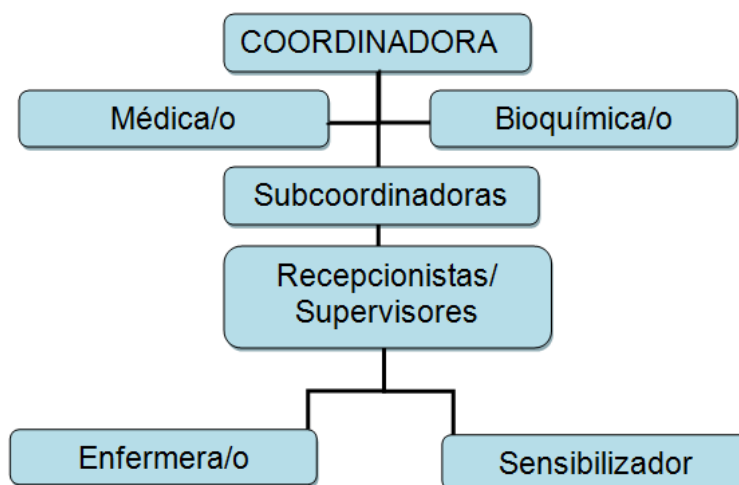 COORDINADORA
Médica/o
Bioquímica/o
Subcoordinadoras
Recepcionistas/
Supervisores
Enfermera/o
Sensibilizador